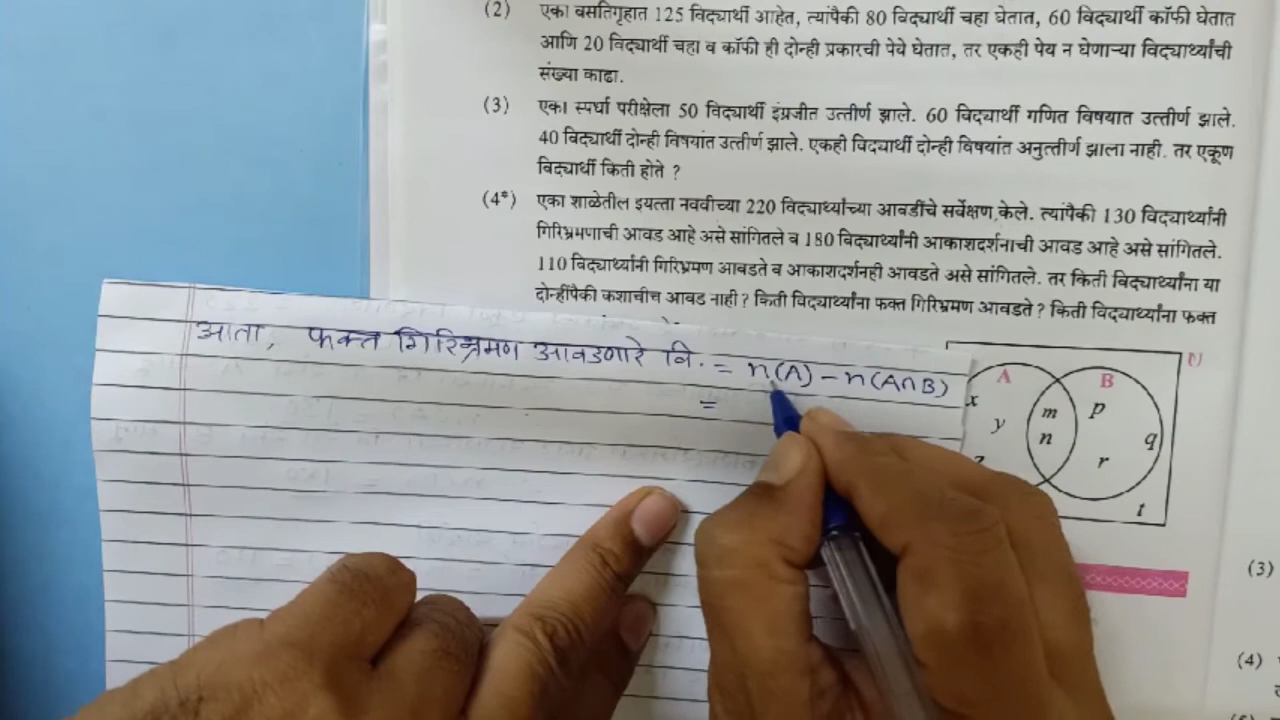 (2) एका वसतिगृहात 125 विद्यार्थी आहेत, त्यांपैकी 80 विद्यार्थी चहा घेतात, 60 विद्यार्थी कॉफी घेतात
आणि 20 विद्यार्थी चहा व कॉफी ही दोन्ही प्रकारची पेये घेतात, तर एकही पेय न घेणाऱ्या विद्यार्थ्यांची
संख्या काढा.
(3) एका स्पर्धा परीक्षेला 50 विद्यार्थी इंग्रजीत उत्तीर्ण झाले. 60 विद्यार्थी गणित विषयात उत्तीर्ण झाले.
40 विद्यार्थी दोन्ही विषयांत उत्तीर्ण झाले. एकही विद्यार्थी दोन्ही विषयांत अनुत्तीर्ण झाला नाही. तर एकूण
विद्यार्थी किती होते ?
(4*) एका शाळेतील इयत्ता नववीच्या 220 विद्यार्थ्यांच्या आवडींचे सर्वेक्षण केले. त्यांपैकी 130 विद्यार्थ्यांनी
गिरिभ्रमणाची आवड आहे असे सांगितले व 180 विद्यार्थ्यांनी आकाशदर्शनाची आवड आहे असे सांगितले.
110 विद्यार्थ्यांनी गिरिभ्रमण आवडते व आकाशदर्शनही आवडते असे सांगितले. तर किती विद्यार्थ्यांना या
दोन्हींपैकी कशाचीच आवड नाही ? किती विद्यार्थ्यांना फक्त गिरिभ्रमण आवडते ? किती विद्यार्थ्यांना फक्त
आता, फक्त गिरिभ्रमण आवडणारे वि. = n(A) - n(A∩B)
=
A B
x m p
y n q
r
t
(3)
(4)